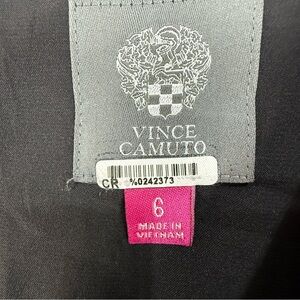 VINCE
CAMUTO
CR %0242373
6
MADE IN
VIETNAM